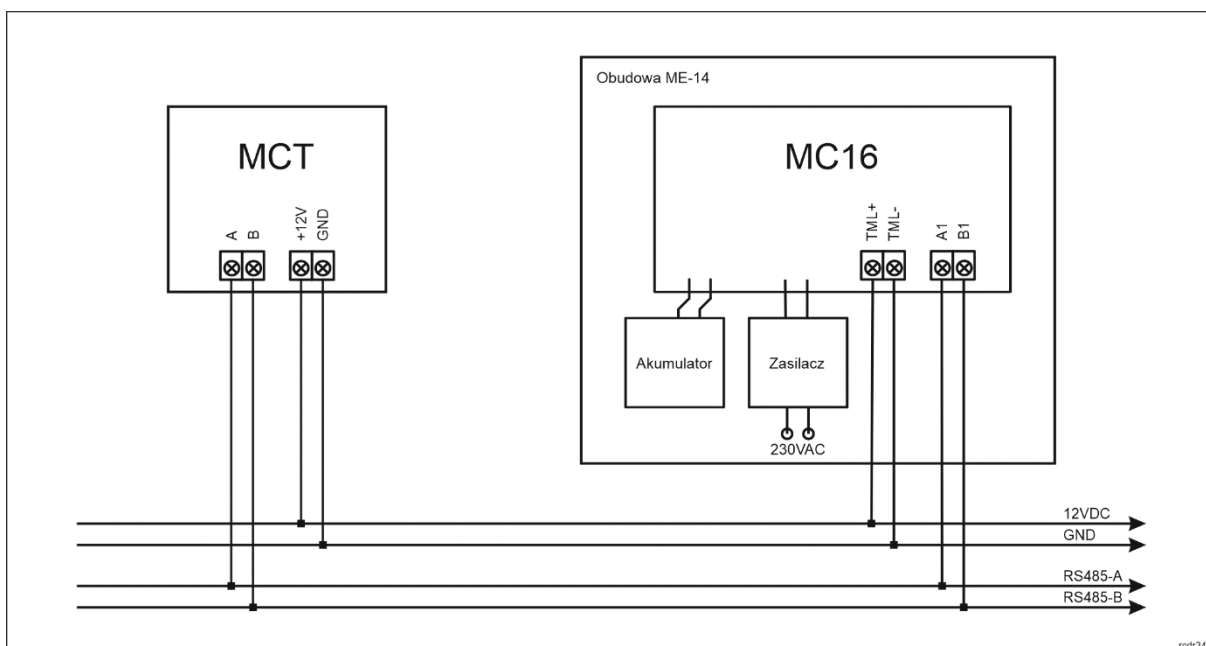 Obudowa ME-14
MCT
MC16
A
B
+12V
GND
TML+
TML-
A1
B1
Akumulator
Zasilacz
230VAC
12VDC
GND
RS485-A
RS485-B